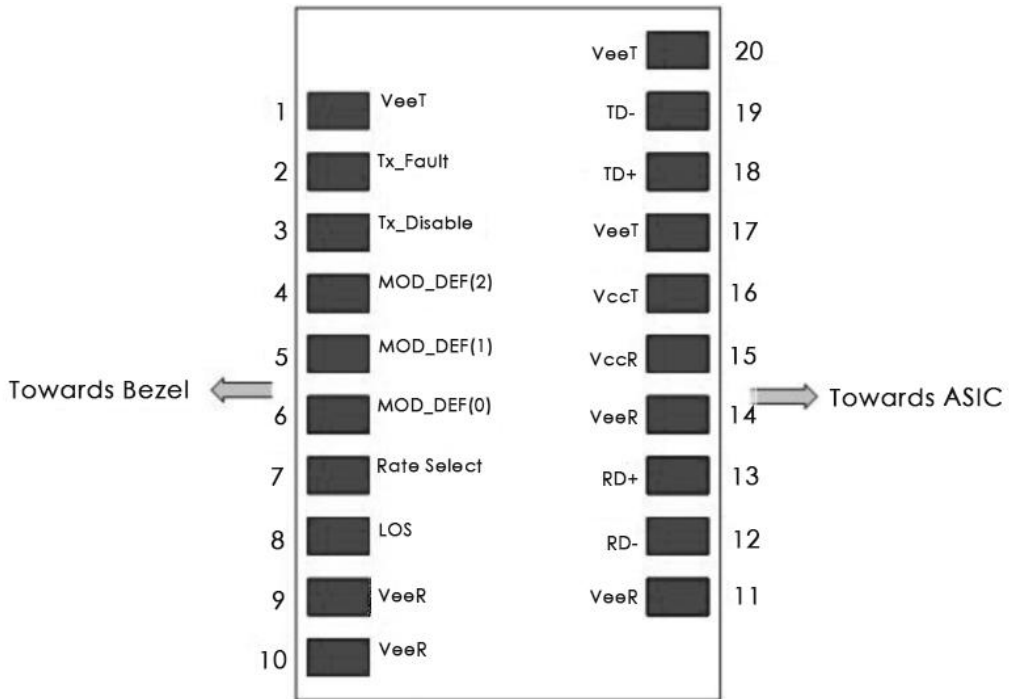 VeeT 20
1 VeeT TD- 19
2 Tx_Fault TD+ 18
3 Tx_Disable VeeT 17
4 MOD_DEF(2) VccT 16
5 MOD_DEF(1) VccR 15
Towards Bezel
6 MOD_DEF(0) VeeR 14
Towards ASIC
7 Rate Select RD+ 13
8 LOS RD- 12
9 VeeR VeeR 11
10 VeeR